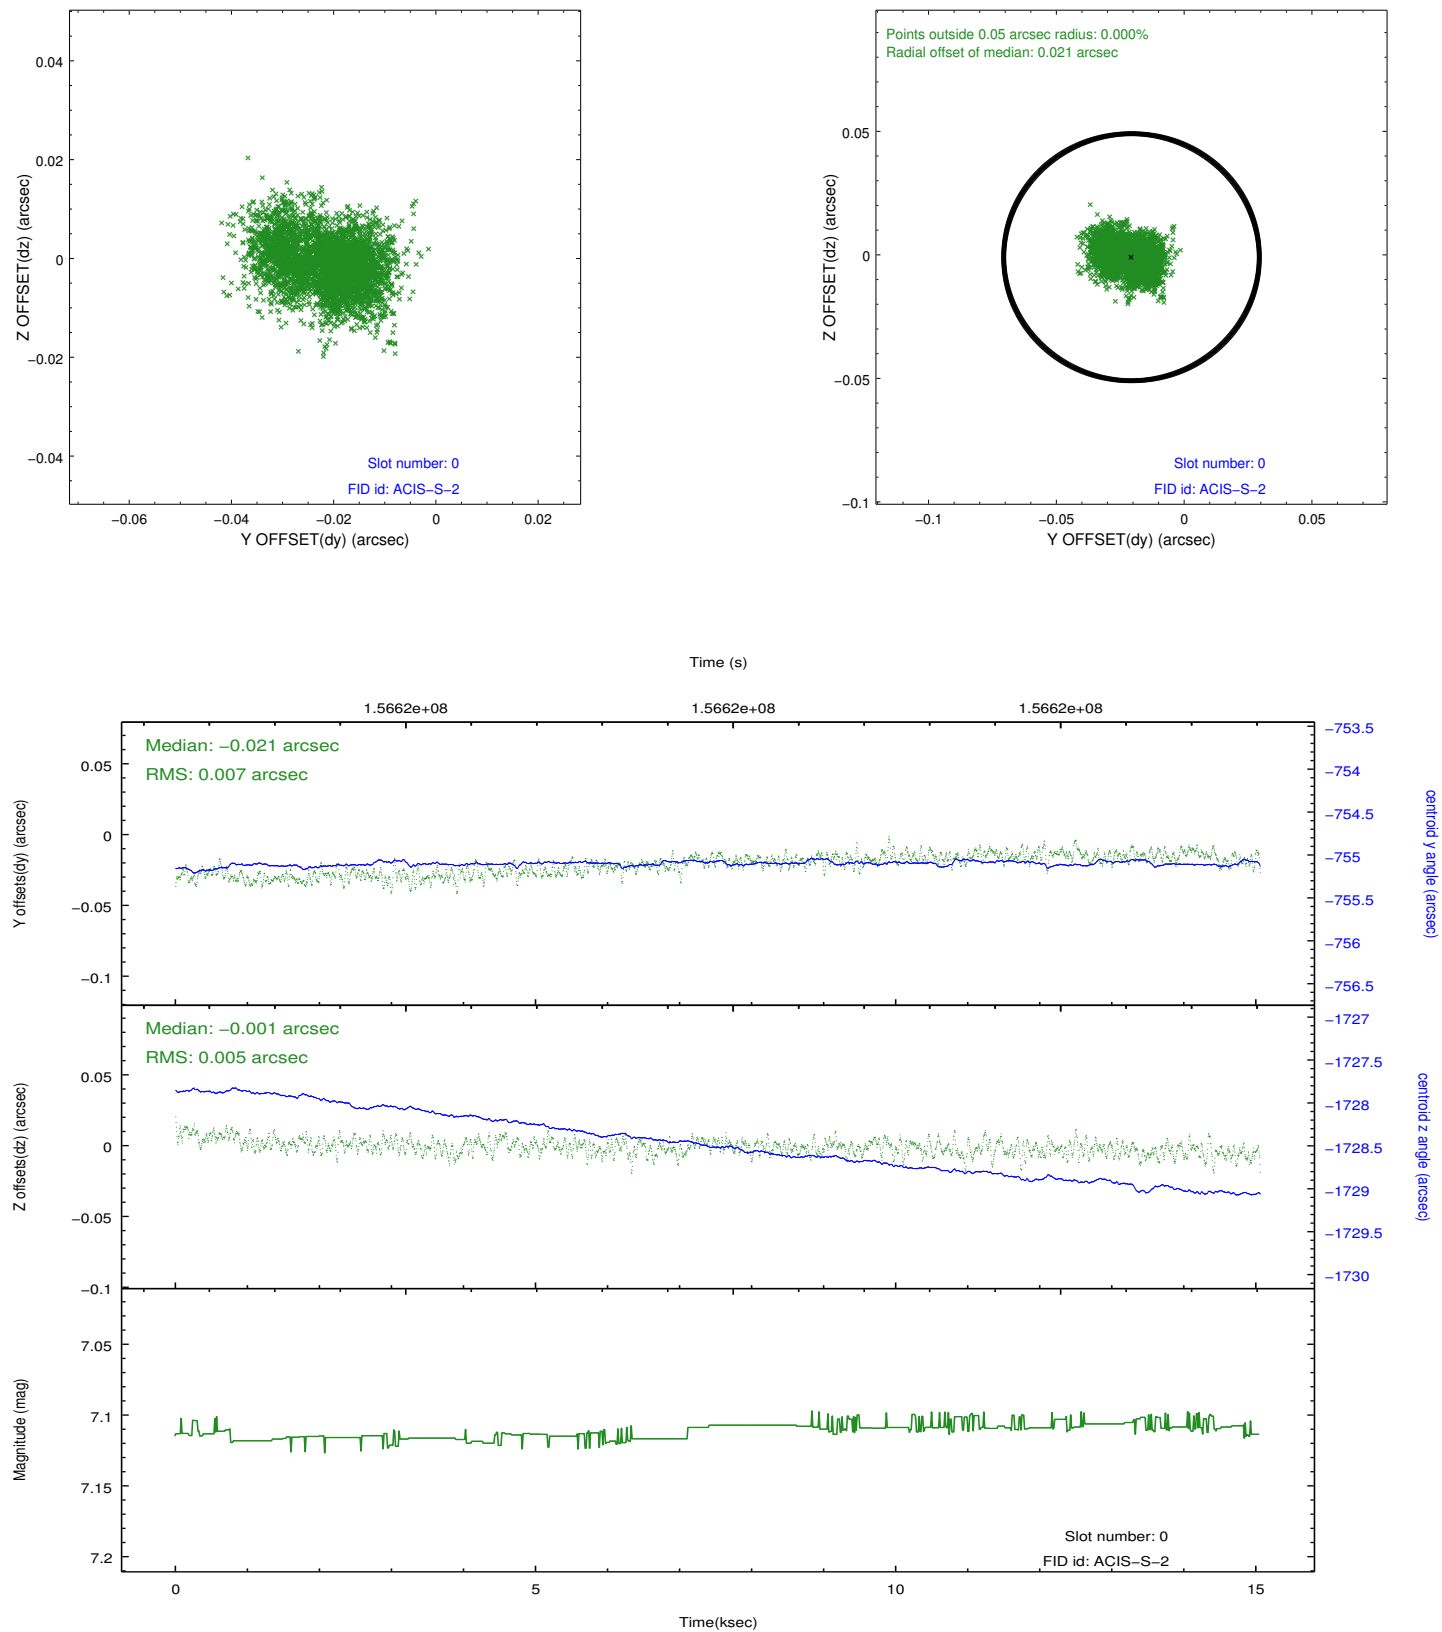 0.04
0.02
0
−0.02
−0.04
Z OFFSET(dz) (arcsec)
Slot number: 0
FID id: ACIS−S−2
−0.06
−0.04
−0.02
0
0.02
Y OFFSET(dy) (arcsec)
Points outside 0.05 arcsec radius: 0.000%
Radial offset of median: 0.021 arcsec
0.05
0
−0.05
−0.1
Z OFFSET(dz) (arcsec)
Slot number: 0
FID id: ACIS−S−2
−0.1
−0.05
0
0.05
Y OFFSET(dy) (arcsec)
Time (s)
1.5662e+08
1.5662e+08
1.5662e+08
Median: −0.021 arcsec
RMS: 0.007 arcsec
0.05
0
−0.05
−0.1
Y offsets(dy) (arcsec)
−753.5
−754
−754.5
−755
−755.5
−756
−756.5
centroid y angle (arcsec)
Median: −0.001 arcsec
RMS: 0.005 arcsec
0.05
0
−0.05
−0.1
Z offsets(dz) (arcsec)
−1727
−1727.5
−1728
−1728.5
−1729
−1729.5
−1730
centroid z angle (arcsec)
7.05
7.1
7.15
7.2
Magnitude (mag)
Slot number: 0
FID id: ACIS−S−2
0
5
10
15
Time(ksec)